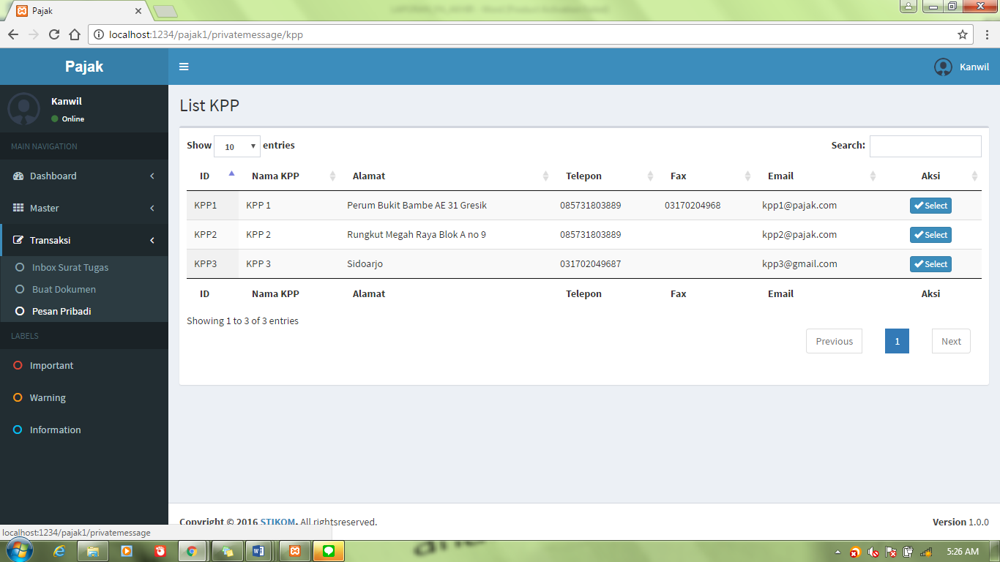 Pajak
localhost:1234/pajak1/privatemessage/kpp
Pajak
Kanwil
Kanwil
Online
MAIN NAVIGATION
Dashboard
Master
Transaksi
Inbox Surat Tugas
Buat Dokumen
Pesan Pribadi
LABELS
Important
Warning
Information
List KPP
Show 10 entries
Search:
ID Nama KPP Alamat Telepon Fax Email Aksi
KPP1 KPP 1 Perum Bukit Bambe AE 31 Gresik 085731803889 03170204968 kpp1@pajak.com Select
KPP2 KPP 2 Rungkut Megah Raya Blok A no 9 085731803889 kpp2@pajak.com Select
KPP3 KPP 3 Sidoarjo 031702049687 kpp3@gmail.com Select
ID Nama KPP Alamat Telepon Fax Email Aksi
Showing 1 to 3 of 3 entries
Previous 1 Next
Copyright © 2016 STIKOM. All rightsreserved.
Version 1.0.0
localhost:1234/pajak1/privatemessage
5:26 AM